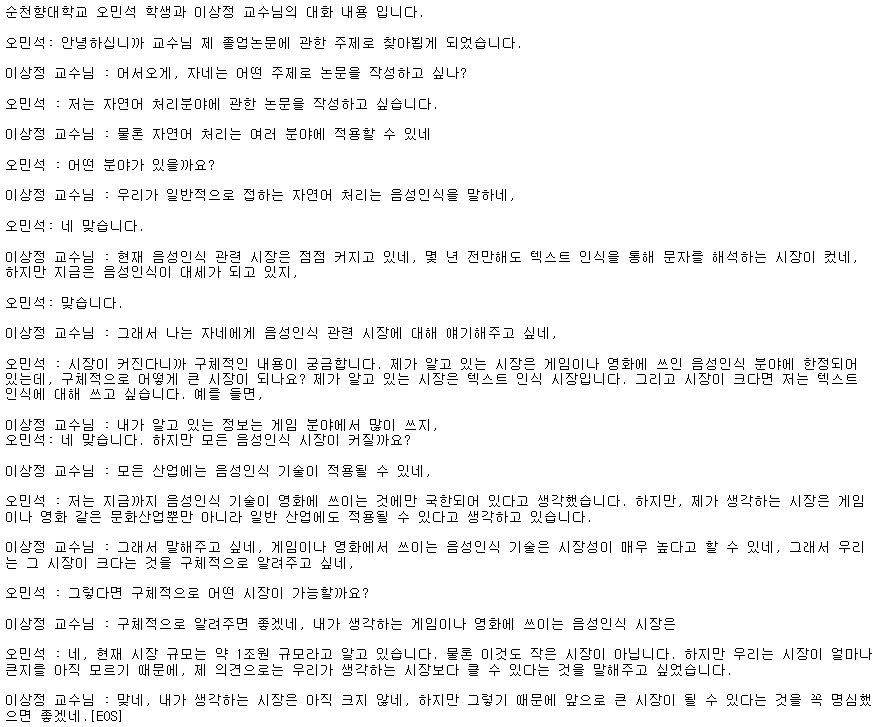 순천향대학교 오민석 학생과 이상정 교수님의 대화 내용 입니다.
오민석: 안녕하십니까 교수님 제 졸업논문에 관한 주제로 찾아뵙게 되었습니다.
이상정 교수님 : 어서오게, 자네는 어떤 주제로 논문을 작성하고 싶나?
오민석 : 저는 자연어 처리분야에 관한 논문을 작성하고 싶습니다.
이상정 교수님 : 물론 자연어 처리는 여러 분야에 적용할 수 있네
오민석 : 어떤 분야가 있을까요?
이상정 교수님 : 우리가 일반적으로 접하는 자연어 처리는 음성인식을 말하네,
오민석: 네 맞습니다.
이상정 교수님 : 현재 음성인식 관련 시장은 점점 커지고 있네, 몇 년 전만해도 텍스트 인식을 통해 문자를 해석하는 시장이 컸네,
하지만 지금은 음성인식이 대세가 되고 있지,
오민석: 맞습니다.
이상정 교수님 : 그래서 나는 자네에게 음성인식 관련 시장에 대해 얘기해주고 싶네,
오민석 : 시장이 커진다니까 구체적인 내용이 궁금합니다. 제가 알고 있는 시장은 게임이나 영화에 쓰인 음성인식 분야에 한정되어
있는데, 구체적으로 어떻게 큰 시장이 되나요? 제가 알고 있는 시장은 텍스트 인식 시장입니다. 그리고 시장이 크다면 저는 텍스트
인식에 대해 쓰고 싶습니다. 예를 들면,
이상정 교수님 : 내가 알고 있는 정보는 게임 분야에서 많이 쓰지,
오민석: 네 맞습니다. 하지만 모든 음성인식 시장이 커질까요?
이상정 교수님 : 모든 산업에는 음성인식 기술이 적용될 수 있네,
오민석 : 저는 지금까지 음성인식 기술이 영화에 쓰이는 것에만 국한되어 있다고 생각했습니다. 하지만, 제가 생각하는 시장은 게임
이나 영화 같은 문화산업뿐만 아니라 일반 산업에도 적용될 수 있다고 생각하고 있습니다.
이상정 교수님 : 그래서 말해주고 싶네, 게임이나 영화에서 쓰이는 음성인식 기술은 시장성이 매우 높다고 할 수 있네, 그래서 우리
는 그 시장이 크다는 것을 구체적으로 알려주고 싶네,
오민석 : 그렇다면 구체적으로 어떤 시장이 가능할까요?
이상정 교수님 : 구체적으로 알려주면 좋겠네, 내가 생각하는 게임이나 영화에 쓰이는 음성인식 시장은
오민석 : 네, 현재 시장 규모는 약 1조원 규모라고 알고 있습니다. 물론 이것도 작은 시장이 아닙니다. 하지만 우리는 시장이 얼마나
큰지를 아직 모르기 때문에, 제 의견으로는 우리가 생각하는 시장보다 클 수 있다는 것을 말해주고 싶었습니다.
이상정 교수님 : 맞네, 내가 생각하는 시장은 아직 크지 않네, 하지만 그렇기 때문에 앞으로 큰 시장이 될 수 있다는 것을 꼭 명심했
으면 좋겠네.[EOS]